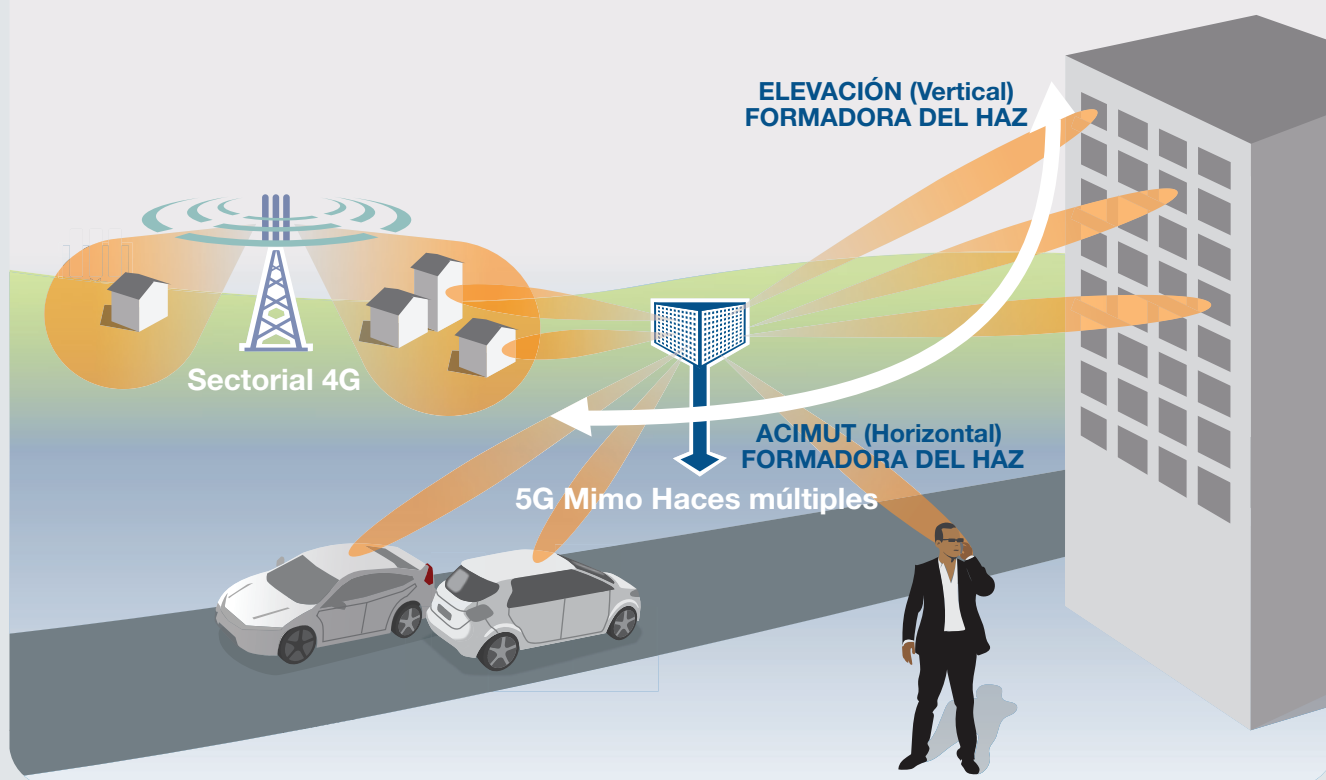 ELEVACIÓN (Vertical)
FORMADORA DEL HAZ
Sectorial 4G
ACIMUT (Horizontal)
FORMADORA DEL HAZ
5G Mimo Haces múltiples